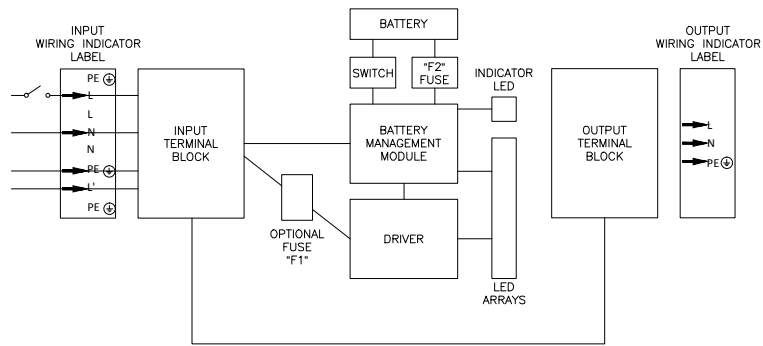 INPUT
WIRING INDICATOR
LABEL
PE
L
L
N
N
PE
L'
PE
INPUT
TERMINAL
BLOCK
OPTIONAL
FUSE
"F1"
BATTERY
SWITCH
"F2"
FUSE
BATTERY
MANAGEMENT
MODULE
DRIVER
INDICATOR
LED
LED
ARRAYS
OUTPUT
TERMINAL
BLOCK
OUTPUT
WIRING INDICATOR
LABEL
L
N
PE